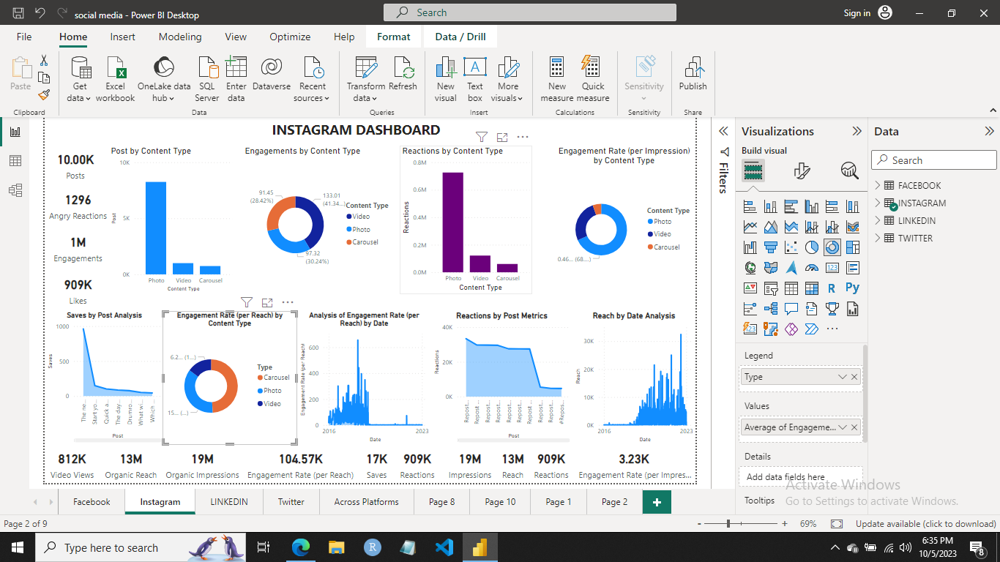 social media - Power BI Desktop
Search
Sign in
File
Home
Insert
Modeling
View
Optimize
Help
Format
Data / Drill
Paste
Get data
Excel workbook
OneLake data hub
SQL Server
Enter data
Dataverse
Recent sources
Transform data
Refresh
New visual
Text box
More visuals
New measure
Quick measure
Sensitivity
Publish
Clipboard
Data
Queries
Insert
Calculations
Sensitivity
Share
INSTAGRAM DASHBOARD
10.00K
Posts
1296
Angry Reactions
1M
Engagements
909K
Likes
Post by Content Type
10K
5K
0K
Post
Photo
Video
Carousel
Content Type
Engagements by Content Type
91.45
(28.42%)
133.01
(41.34...)
97.32
(30.24%)
Content Type
Video
Photo
Carousel
Reactions by Content Type
0.8M
0.6M
0.4M
0.2M
0.0M
Reactions
Photo
Video
Carousel
Content Type
Engagement Rate (per Impression)
by Content Type
0.46... (68....)
Content Type
Photo
Video
Carousel
Saves by Post Analysis
1000
500
0
Saves
The ne...
Start yo...
Quick a...
The day...
Drumro...
What wi...
Which ...
Post
Engagement Rate (per Reach) by
Content Type
6.2... (1...)
15... (...)
Type
Carousel
Photo
Video
Analysis of Engagement Rate (per
Reach) by Date
600
400
200
0
Engagement Rate (per Reach)
2016
2023
Date
Reactions by Post Metrics
40K
20K
0K
Reactions
Repost...
Repost ...
Repost...
Repost...
Repost...
Repost...
Repost...
Repost...
Repost...
#Repos...
Post
Reach by Date Analysis
30K
20K
10K
0K
Reach
2016
2023
Date
812K
Video Views
13M
Organic Reach
19M
Organic Impressions
104.57K
Engagement Rate (per Reach)
17K
Saves
909K
Reactions
19M
Impressions
13M
Reach
909K
Reactions
3.23K
Engagement Rate (per Impres...
Filters
Visualizations
Build visual
123
R
Py
123
Legend
Type
Values
Average of Engageme...
Details
Add data fields here
Tooltips
Data
Search
FACEBOOK
INSTAGRAM
LINKEDIN
TWITTER
Activate Windows
Go to Settings to activate Windows.
Facebook
Instagram
LINKEDIN
Twitter
Across Platforms
Page 8
Page 10
Page 1
Page 2
Page 2 of 9
69%
Update available (click to download)
Type here to search
R
6:35 PM
10/5/2023
8